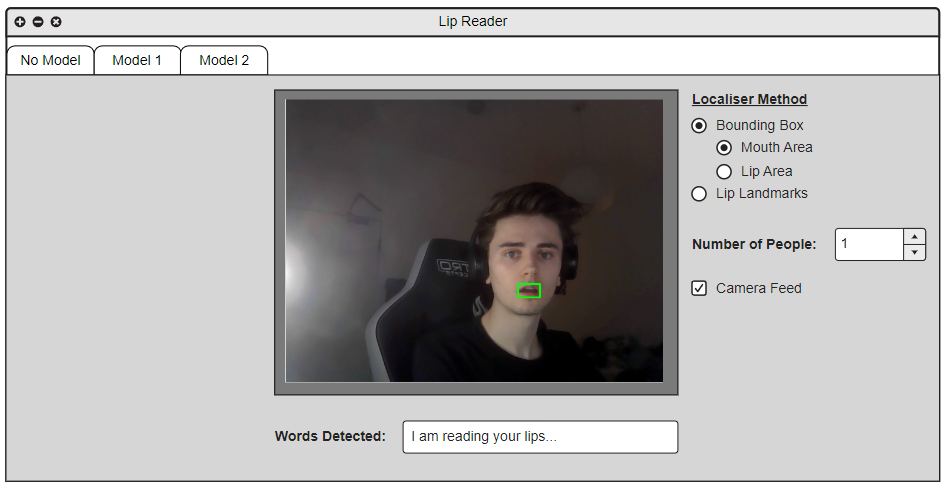 Lip Reader
No Model
Model 1
Model 2
Localiser Method
Bounding Box
Mouth Area
Lip Area
Lip Landmarks
Number of People: 1
Camera Feed
Words Detected: I am reading your lips...